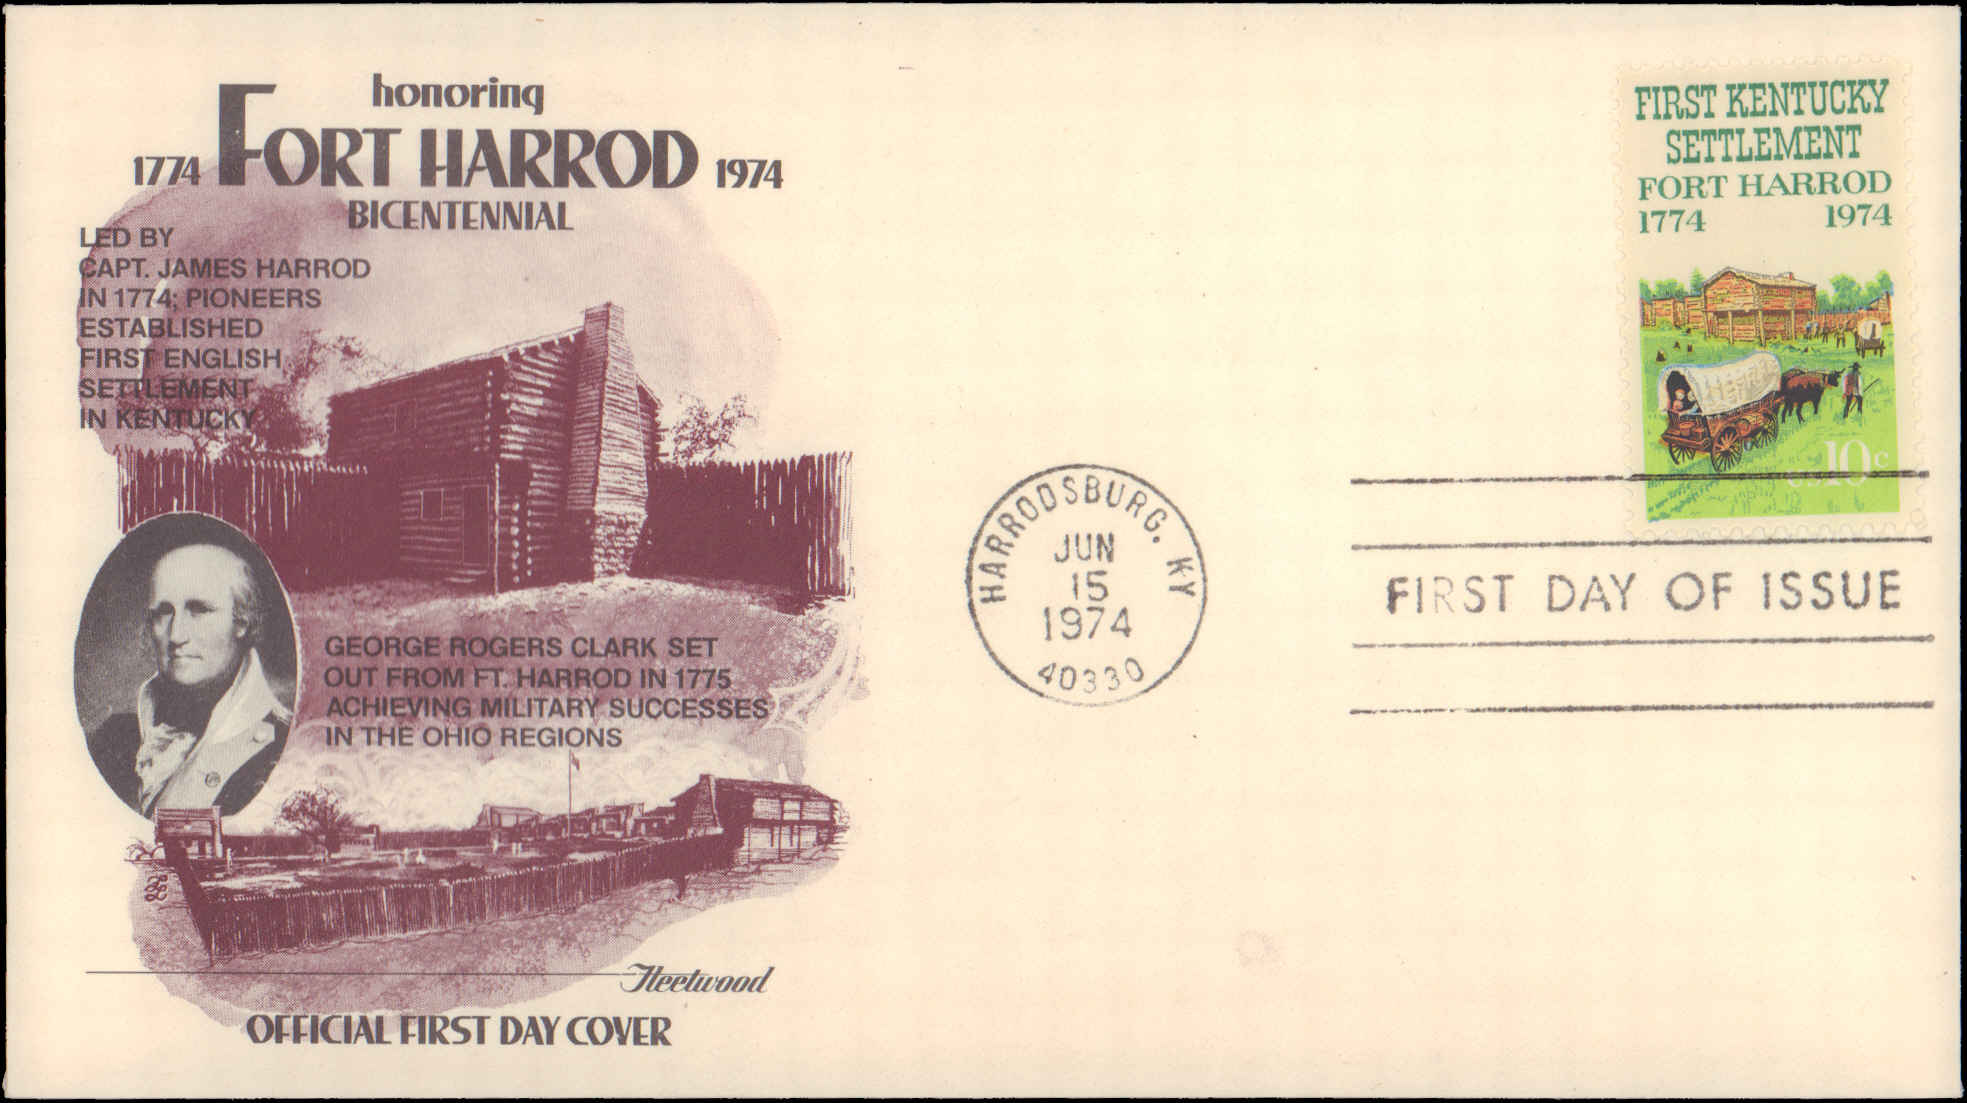 honoring
1774 FORT HARROD 1974
BICENTENNIAL
LED BY
CAPT. JAMES HARROD
IN 1774; PIONEERS
ESTABLISHED
FIRST ENGLISH
SETTLEMENT
IN KENTUCKY
GEORGE ROGERS CLARK SET
OUT FROM FT. HARROD IN 1775
ACHIEVING MILITARY SUCCESSES
IN THE OHIO REGIONS
Fleetwood
OFFICIAL FIRST DAY COVER
HARRODSBURG, KY
JUN
15
1974
40330
FIRST KENTUCKY
SETTLEMENT
FORT HARROD
1774 1974
U.S. 10c
FIRST DAY OF ISSUE